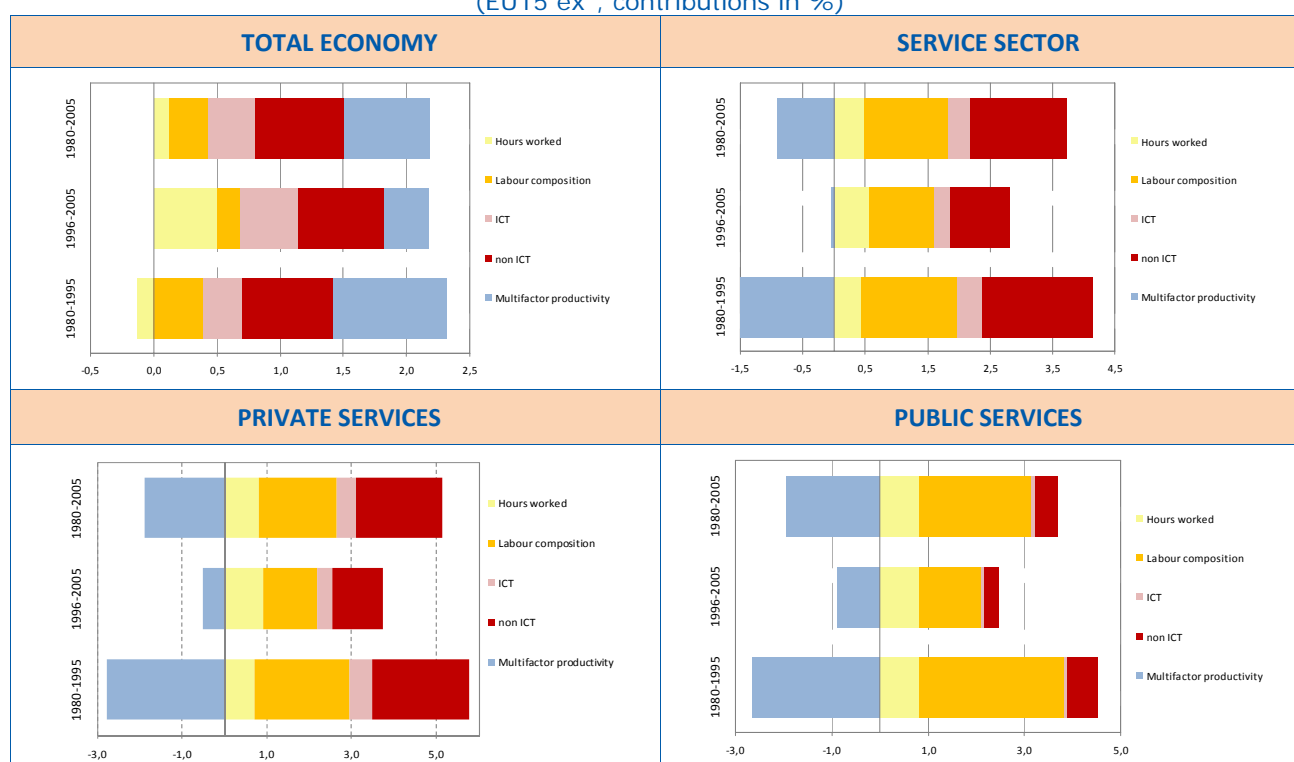 (EU15 ex , contributions in %)
TOTAL ECONOMY
SERVICE SECTOR
1980-2005
1996-2005
1980-1995
-0,5 0,0 0,5 1,0 1,5 2,0 2,5
Hours worked
Labour composition
ICT
non ICT
Multifactor productivity
1980-2005
1996-2005
1980-1995
-1,5 -0,5 0,5 1,5 2,5 3,5 4,5
Hours worked
Labour composition
ICT
non ICT
Multifactor productivity
PRIVATE SERVICES
PUBLIC SERVICES
1980-2005
1996-2005
1980-1995
-3,0 -1,0 1,0 3,0 5,0
Hours worked
Labour composition
ICT
non ICT
Multifactor productivity
1980-2005
1996-2005
1980-1995
-3,0 -1,0 1,0 3,0 5,0
Hours worked
Labour composition
ICT
non ICT
Multifactor productivity